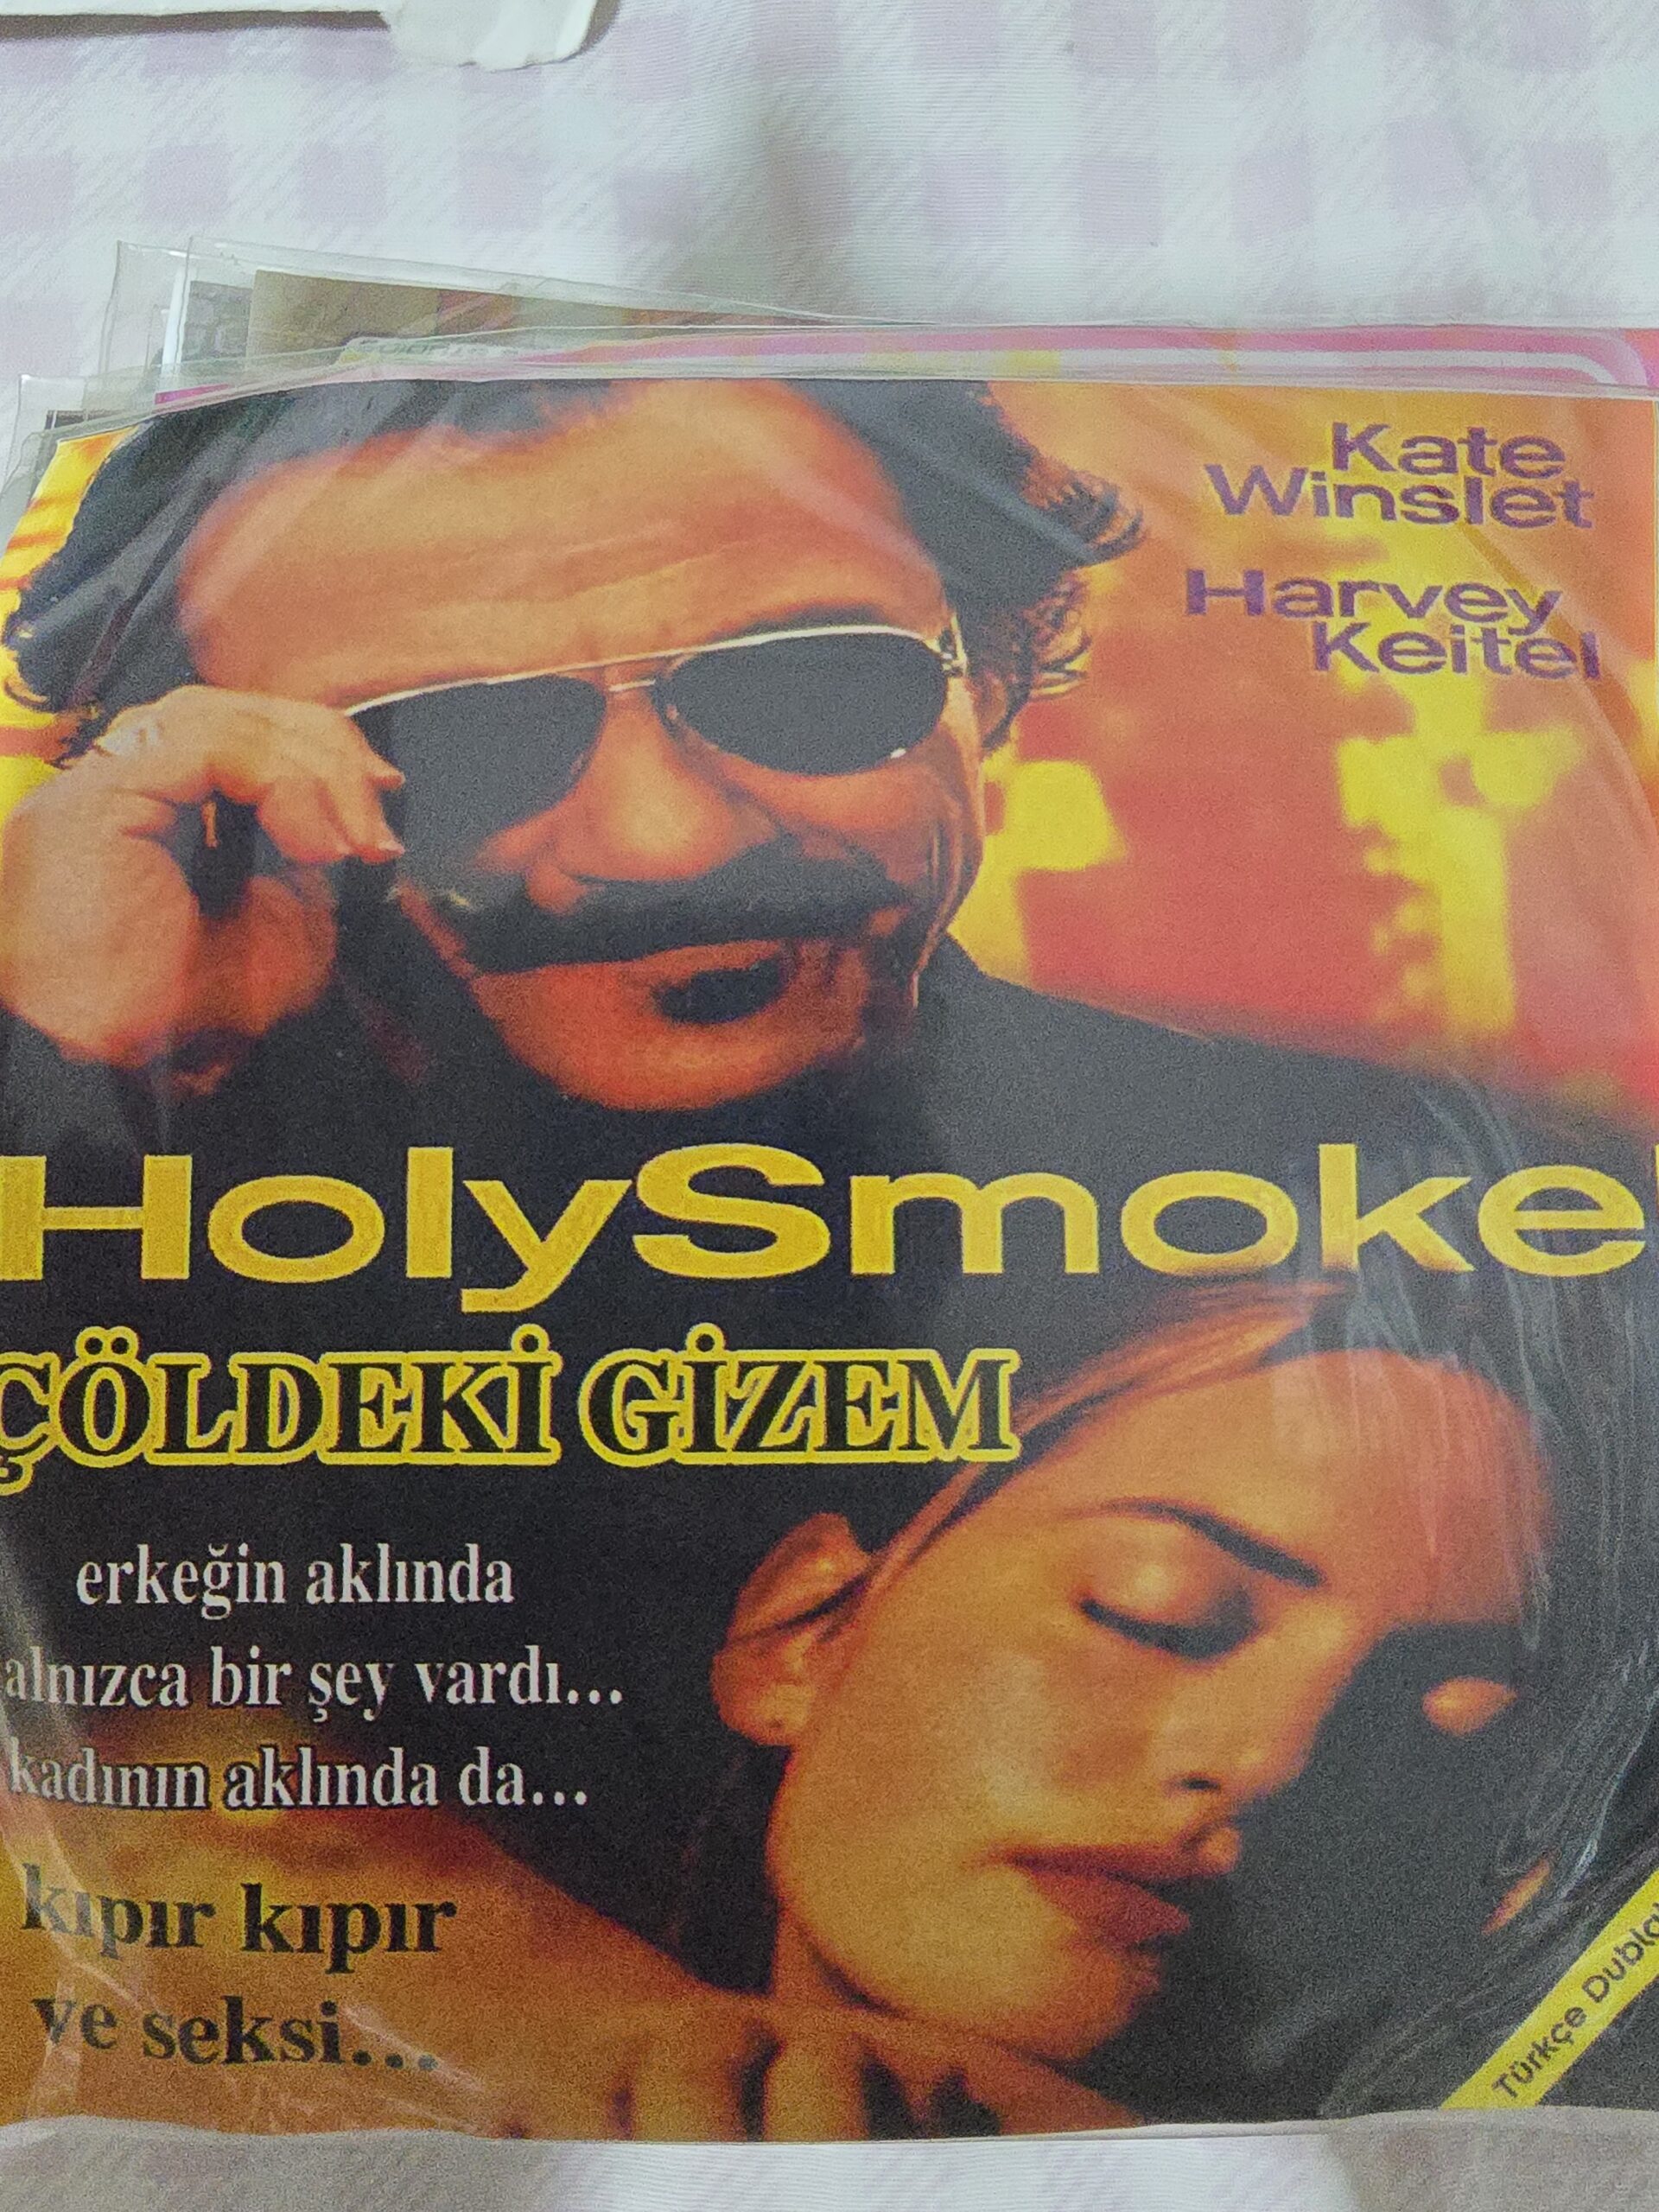 Kate
Winslet
Harvey
Keitel
HolySmoke!
ÇÖLDEKİ GİZEM
erkeğin aklında
alnızca bir şey vardı...
kadının aklında da...
kıpır kıpır
ve seksi...
Türkçe Dubla